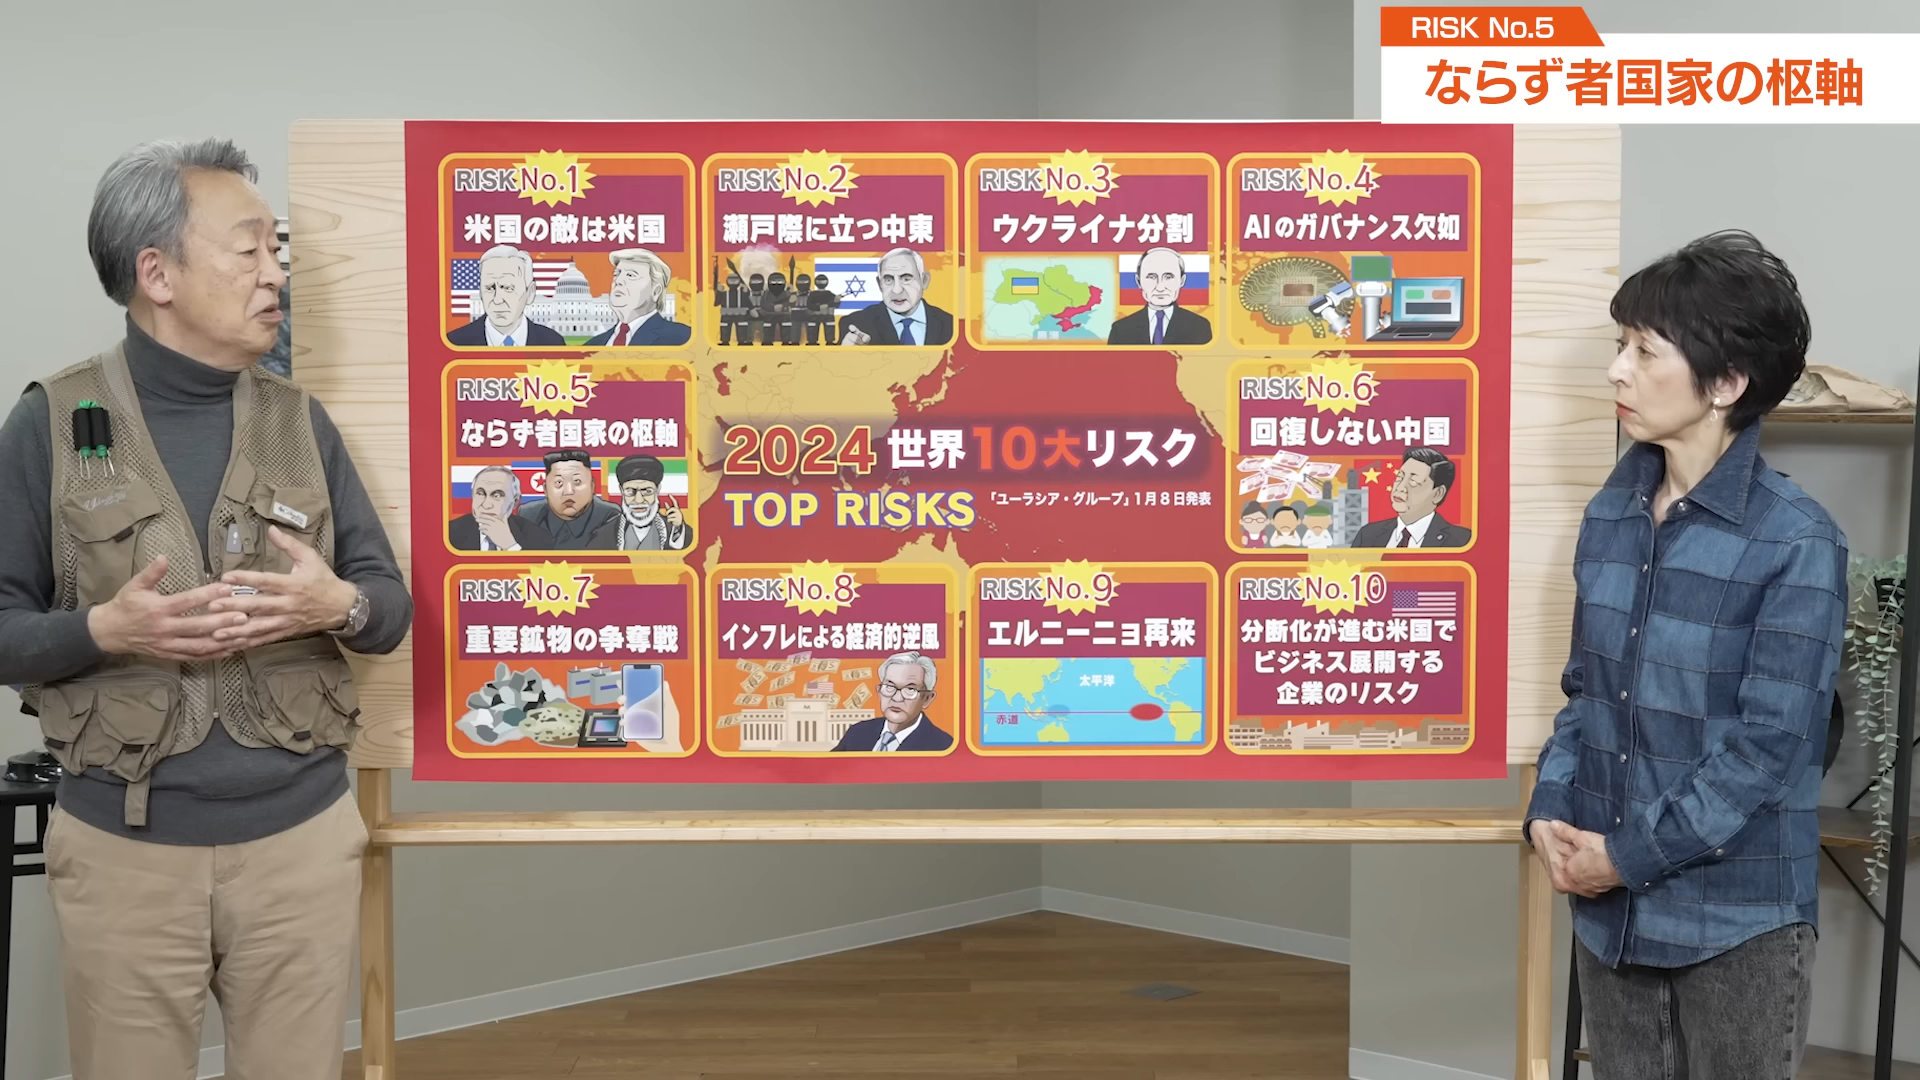 RISK No.5
ならず者国家の枢軸
RISK No.1
米国の敵は米国
RISK No.2
瀬戸際に立つ中東
RISK No.3
ウクライナ分割
RISK No.4
AIのガバナンス欠如
RISK No.5
ならず者国家の枢軸
2024 世界10大リスク
TOP RISKS 「ユーラシア・グループ」1月8日発表
RISK No.6
回復しない中国
RISK No.7
重要鉱物の争奪戦
RISK No.8
インフレによる経済的逆風
RISK No.9
エルニーニョ再来
太平洋
赤道
RISK No.10
分断化が進む米国で
ビジネス展開する
企業のリスク